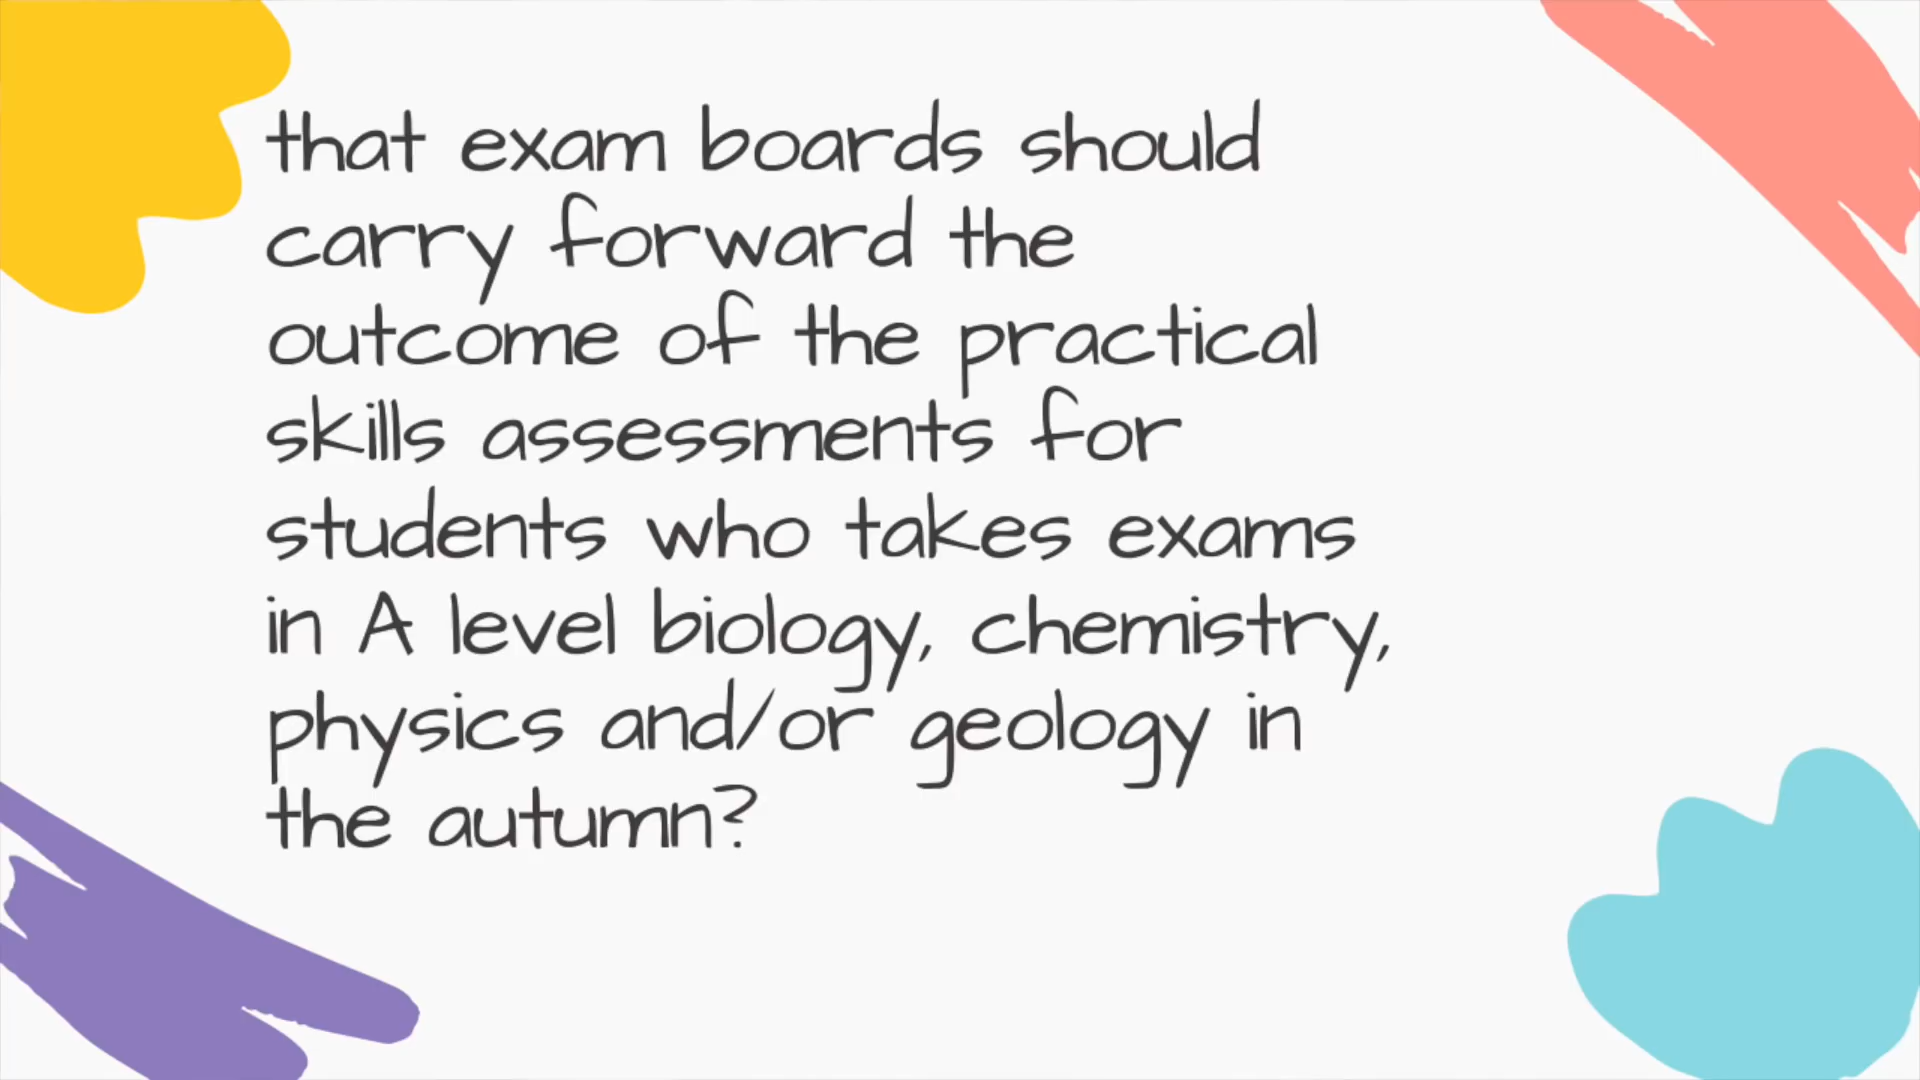 that exam boards should
carry forward the
outcome of the practical
skills assessments for
students who takes exams
in A level biology, chemistry,
physics and/or geology in
the autumn?